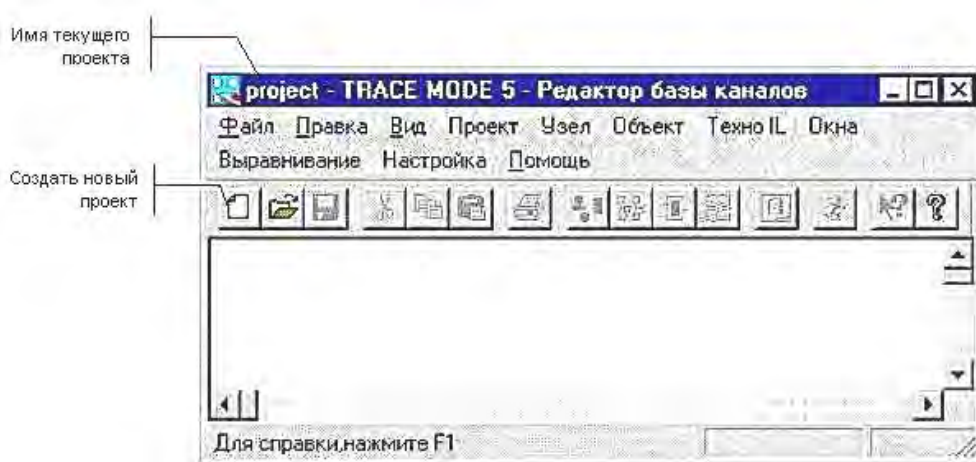 Имя текущего
проекта
project - TRACE MODE 5 - Редактор базы каналов
Файл Правка Вид Проект Узел Объект Техно IL Окна
Выравнивание Настройка Помощь
Создать новый
проект
Для справки,нажмите F1